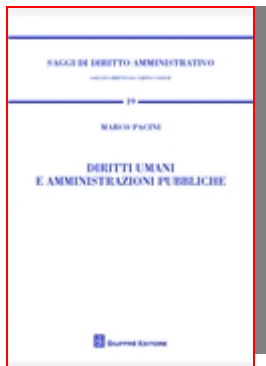 SAGGI DI DIRITTO AMMINISTRATIVO
19
MARCO PACINI
DIRITTI UMANI
E AMMINISTRAZIONI PUBBLICHE
GIUFFRÈ EDITORE